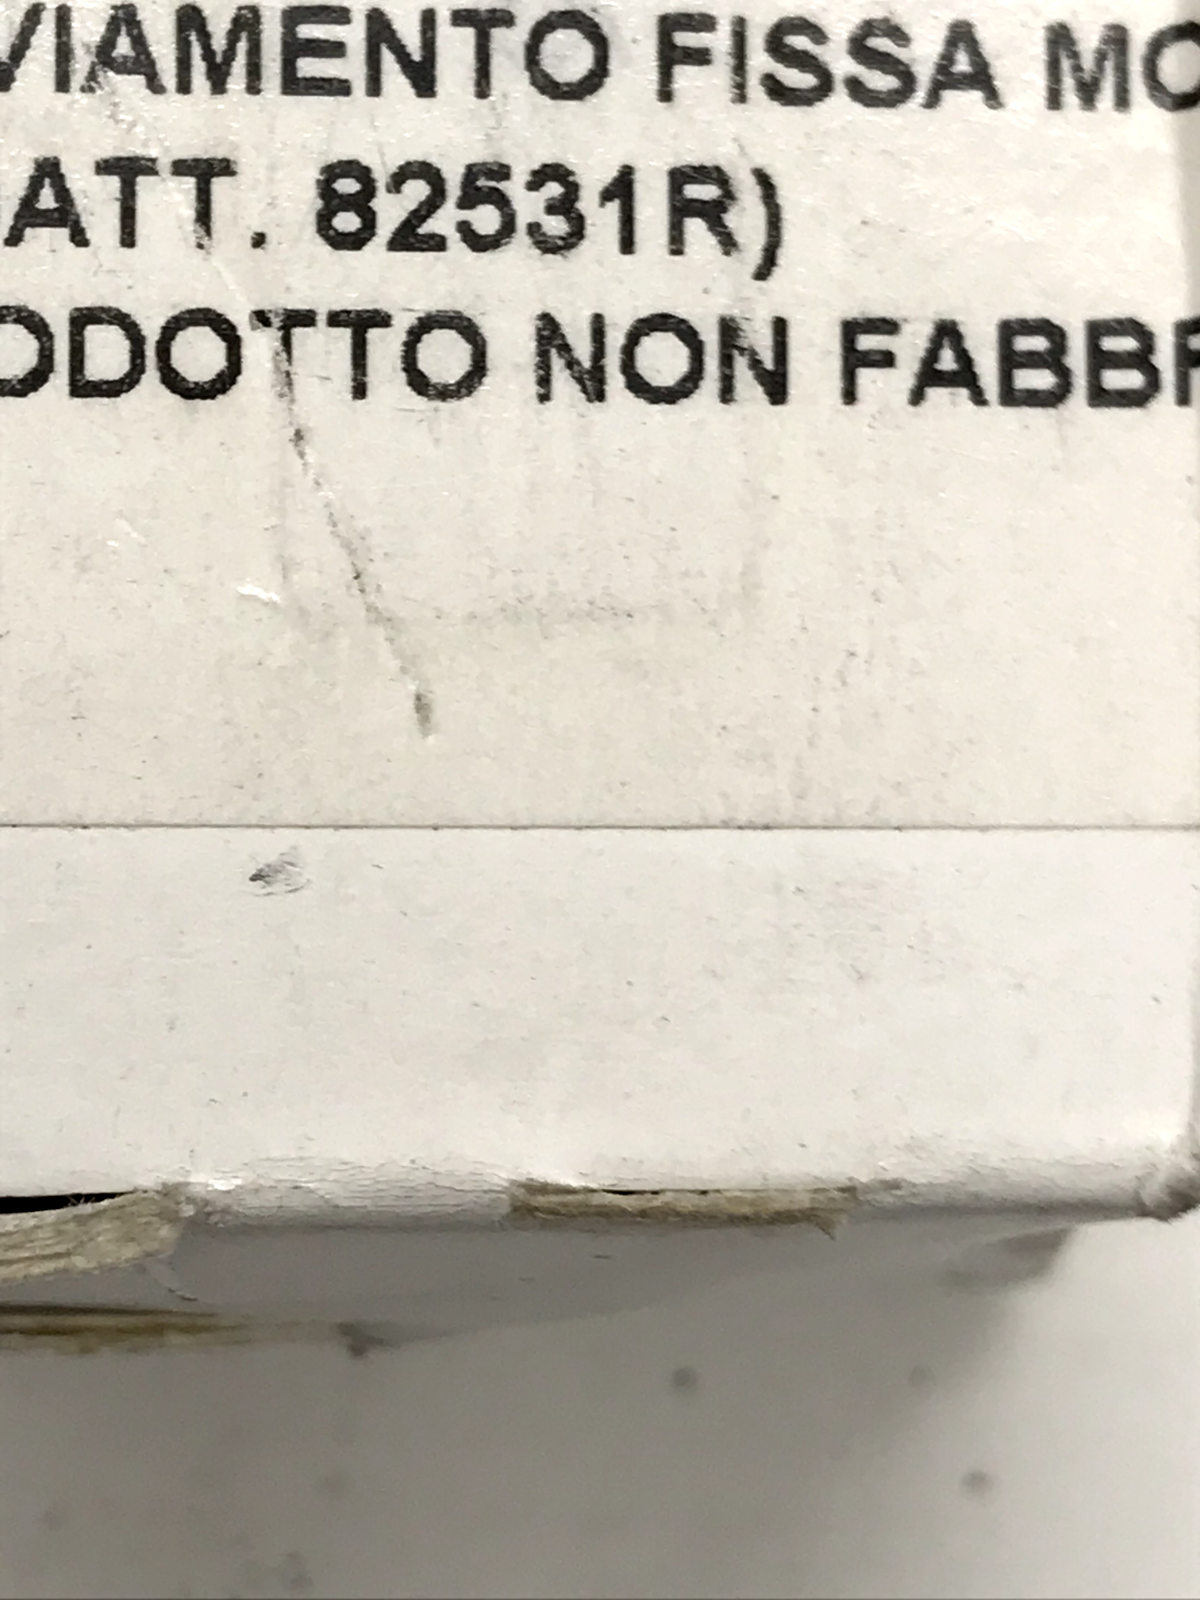 VIAMENTO FISSA MO
ATT. 82531R)
ODOTTO NON FABBR